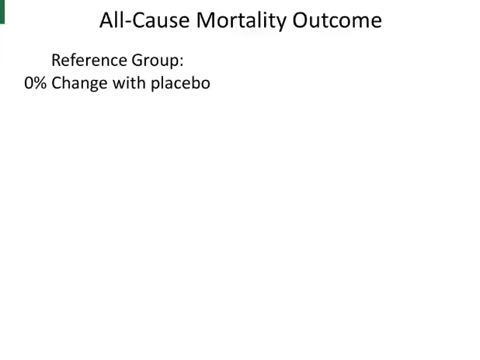 All-Cause Mortality Outcome
Reference Group:
0% Change with placebo